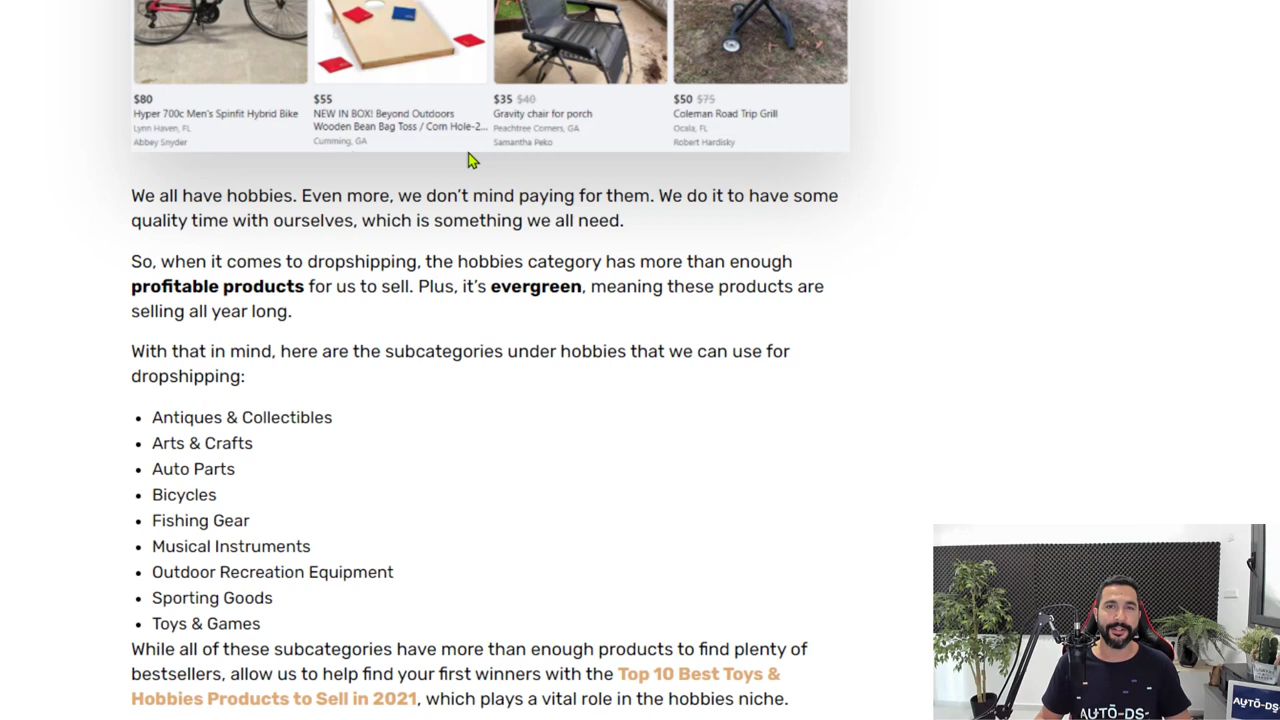 $80
Hyper 700c Men's Spinfit Hybrid Bike
Lynn Haven, FL
Abbey Snyder
$55
NEW IN BOX! Beyond Outdoors
Wooden Bean Bag Toss / Corn Hole-2...
Cumming, GA
$35 $40
Gravity chair for porch
Peachtree Corners, GA
Samantha Peko
$50 $75
Coleman Road Trip Grill
Ocala, FL
Robert Hardisky
We all have hobbies. Even more, we don't mind paying for them. We do it to have some
quality time with ourselves, which is something we all need.
So, when it comes to dropshipping, the hobbies category has more than enough
profitable products for us to sell. Plus, it's evergreen, meaning these products are
selling all year long.
With that in mind, here are the subcategories under hobbies that we can use for
dropshipping:
• Antiques & Collectibles
• Arts & Crafts
• Auto Parts
• Bicycles
• Fishing Gear
• Musical Instruments
• Outdoor Recreation Equipment
• Sporting Goods
• Toys & Games
While all of these subcategories have more than enough products to find plenty of
bestsellers, allow us to help find your first winners with the Top 10 Best Toys &
Hobbies Products to Sell in 2021, which plays a vital role in the hobbies niche.
AUTO-DS
AUTO-DS